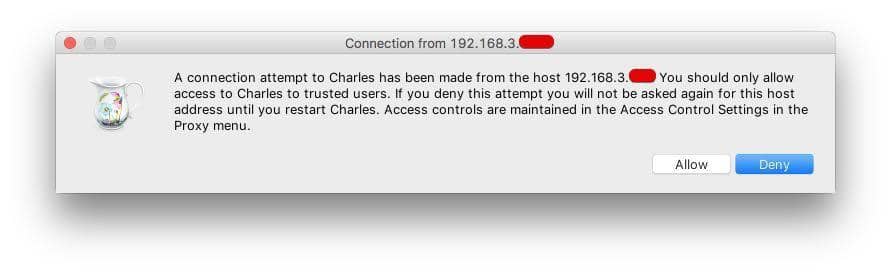 Connection from 192.168.3.
A connection attempt to Charles has been made from the host 192.168.3. You should only allow
access to Charles to trusted users. If you deny this attempt you will not be asked again for this host
address until you restart Charles. Access controls are maintained in the Access Control Settings in the
Proxy menu.
Allow Deny